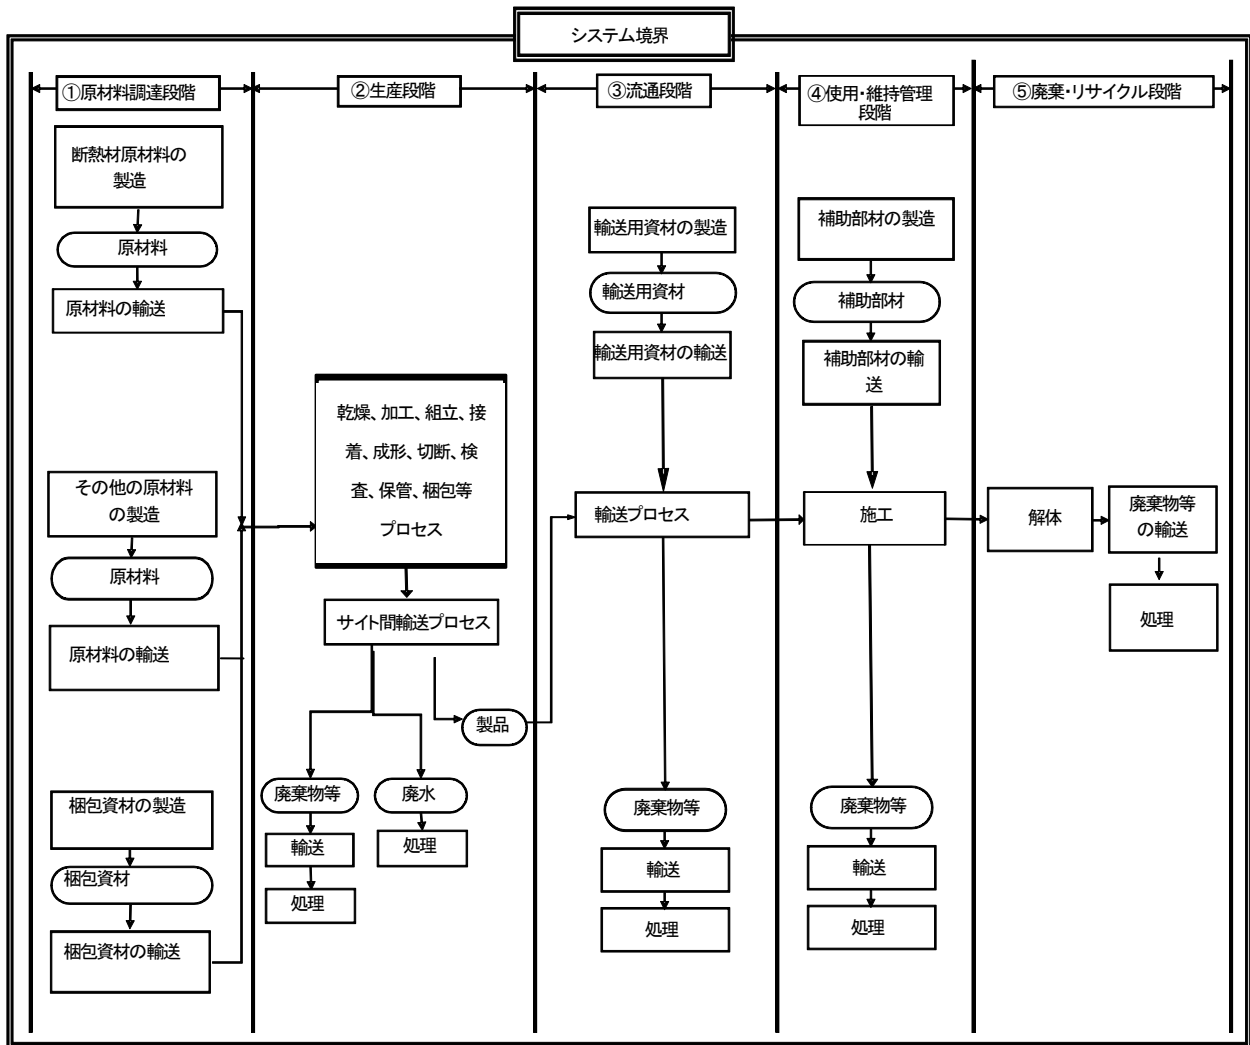 システム境界
①原材料調達段階
②生産段階
③流通段階
④使用・維持管理
段階
⑤廃棄・リサイクル段階
断熱材原材料の
製造
原材料
原材料の輸送
その他の原材料
の製造
原材料
原材料の輸送
梱包資材の製造
梱包資材
梱包資材の輸送
乾燥、加工、組立、接
着、成形、切断、検
査、保管、梱包等
プロセス
サイト間輸送プロセス
製品
廃棄物等
輸送
処理
廃水
処理
輸送用資材の製造
輸送用資材
輸送用資材の輸送
輸送プロセス
廃棄物等
輸送
処理
補助部材の製造
補助部材
補助部材の輸
送
施工
廃棄物等
輸送
処理
解体
廃棄物等
の輸送
処理